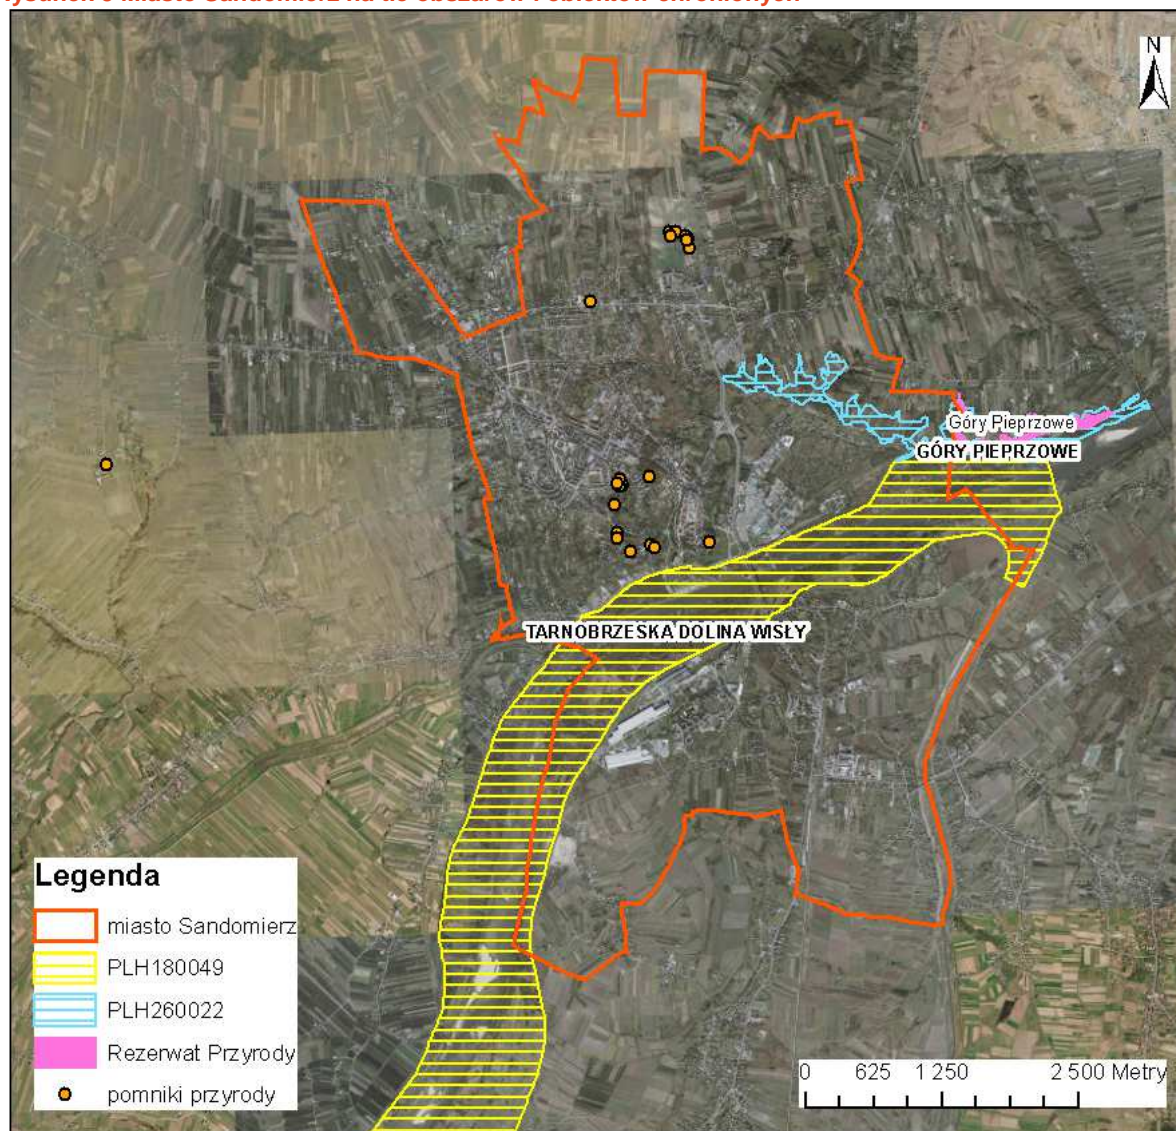 N
Góry Pieprzowe
GÓRY PIEPRZOWE
TARNOBRZESKA DOLINA WISŁY
Legenda
miasto Sandomierz
PLH180049
PLH260022
Rezerwat Przyrody
pomniki przyrody
0 625 1 250 2 500 Metry